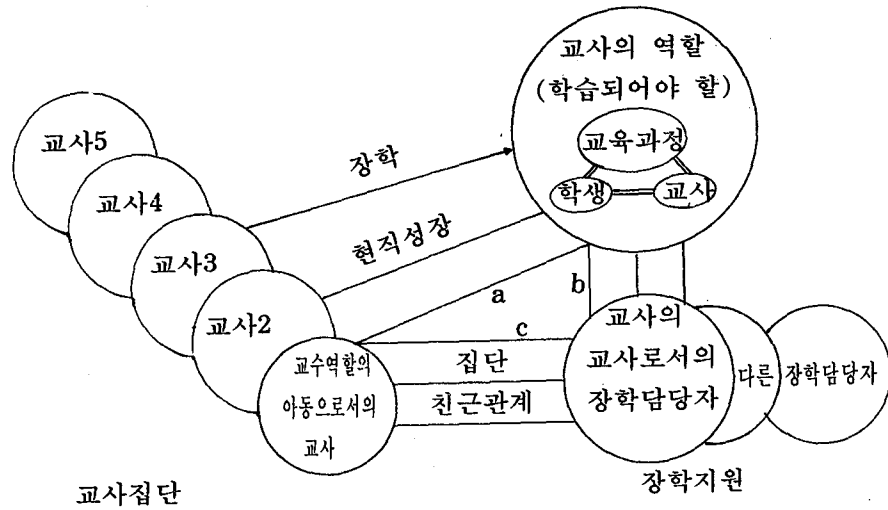 교사의 역할
(학습되어야 할)
교육과정
학생
교사
교사5
교사4
교사3
교사2
장학
현직성장
a
b
c
집단
친근관계
교수역할의
아동으로서의
교사
교사의
교사로서의
장학담당자
다른
장학담당자
교사집단
장학지원